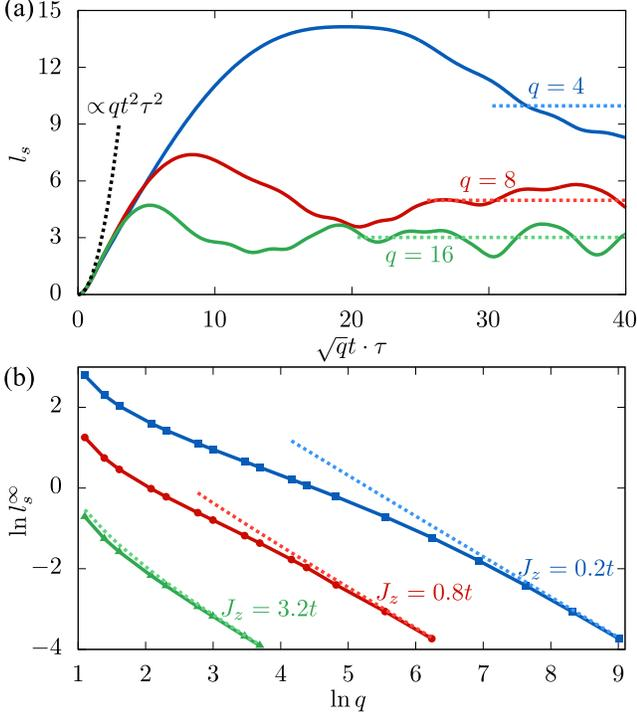 (a)
15
12
9
6
3
0
l_s
∝qt²τ²
q = 4
q = 8
q = 16
0 10 20 30 40
√qt · τ
(b)
2
0
−2
−4
ln l_s^∞
J_z = 0.2t
J_z = 0.8t
J_z = 3.2t
1 2 3 4 5 6 7 8 9
ln q